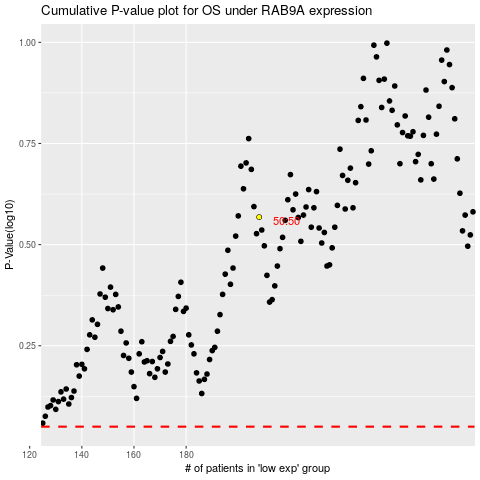 Cumulative P-value plot for OS under RAB9A expression
P-Value(log10)
1.00
0.75
0.50
0.25
50:50
120 140 160 180
# of patients in 'low exp' group